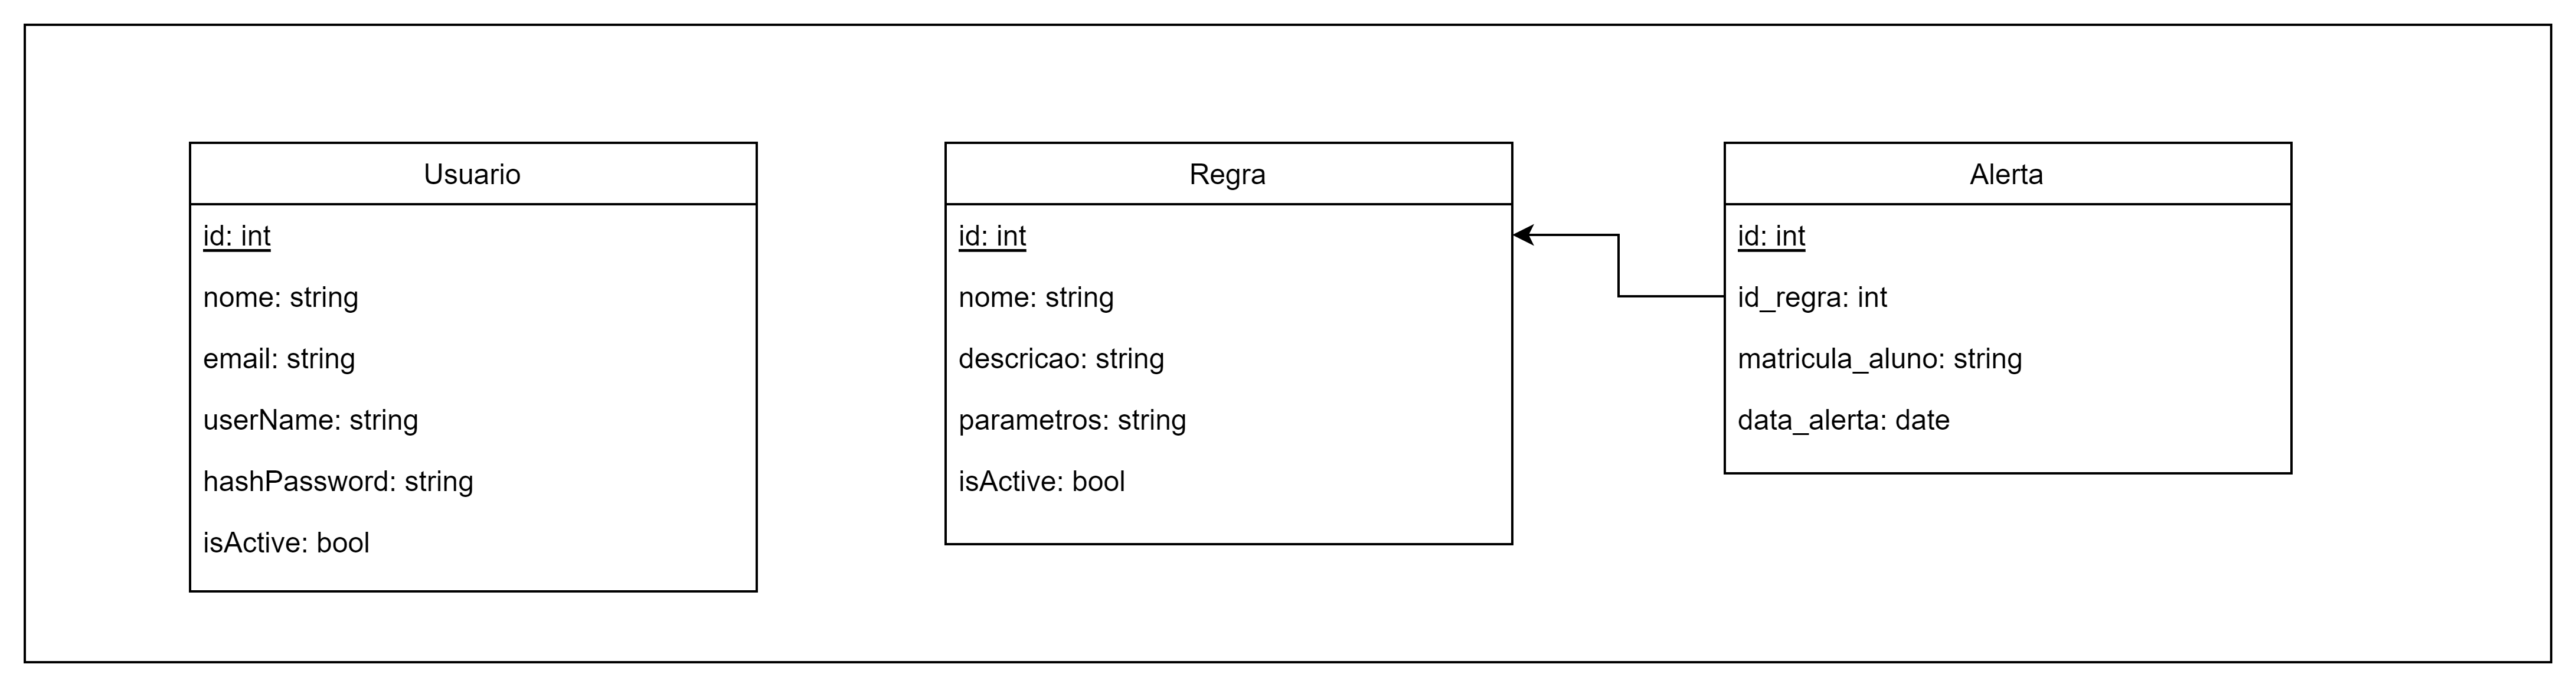 Usuario
id: int
nome: string
email: string
userName: string
hashPassword: string
isActive: bool
Regra
id: int
nome: string
descricao: string
parametros: string
isActive: bool
Alerta
id: int
id_regra: int
matricula_aluno: string
data_alerta: date